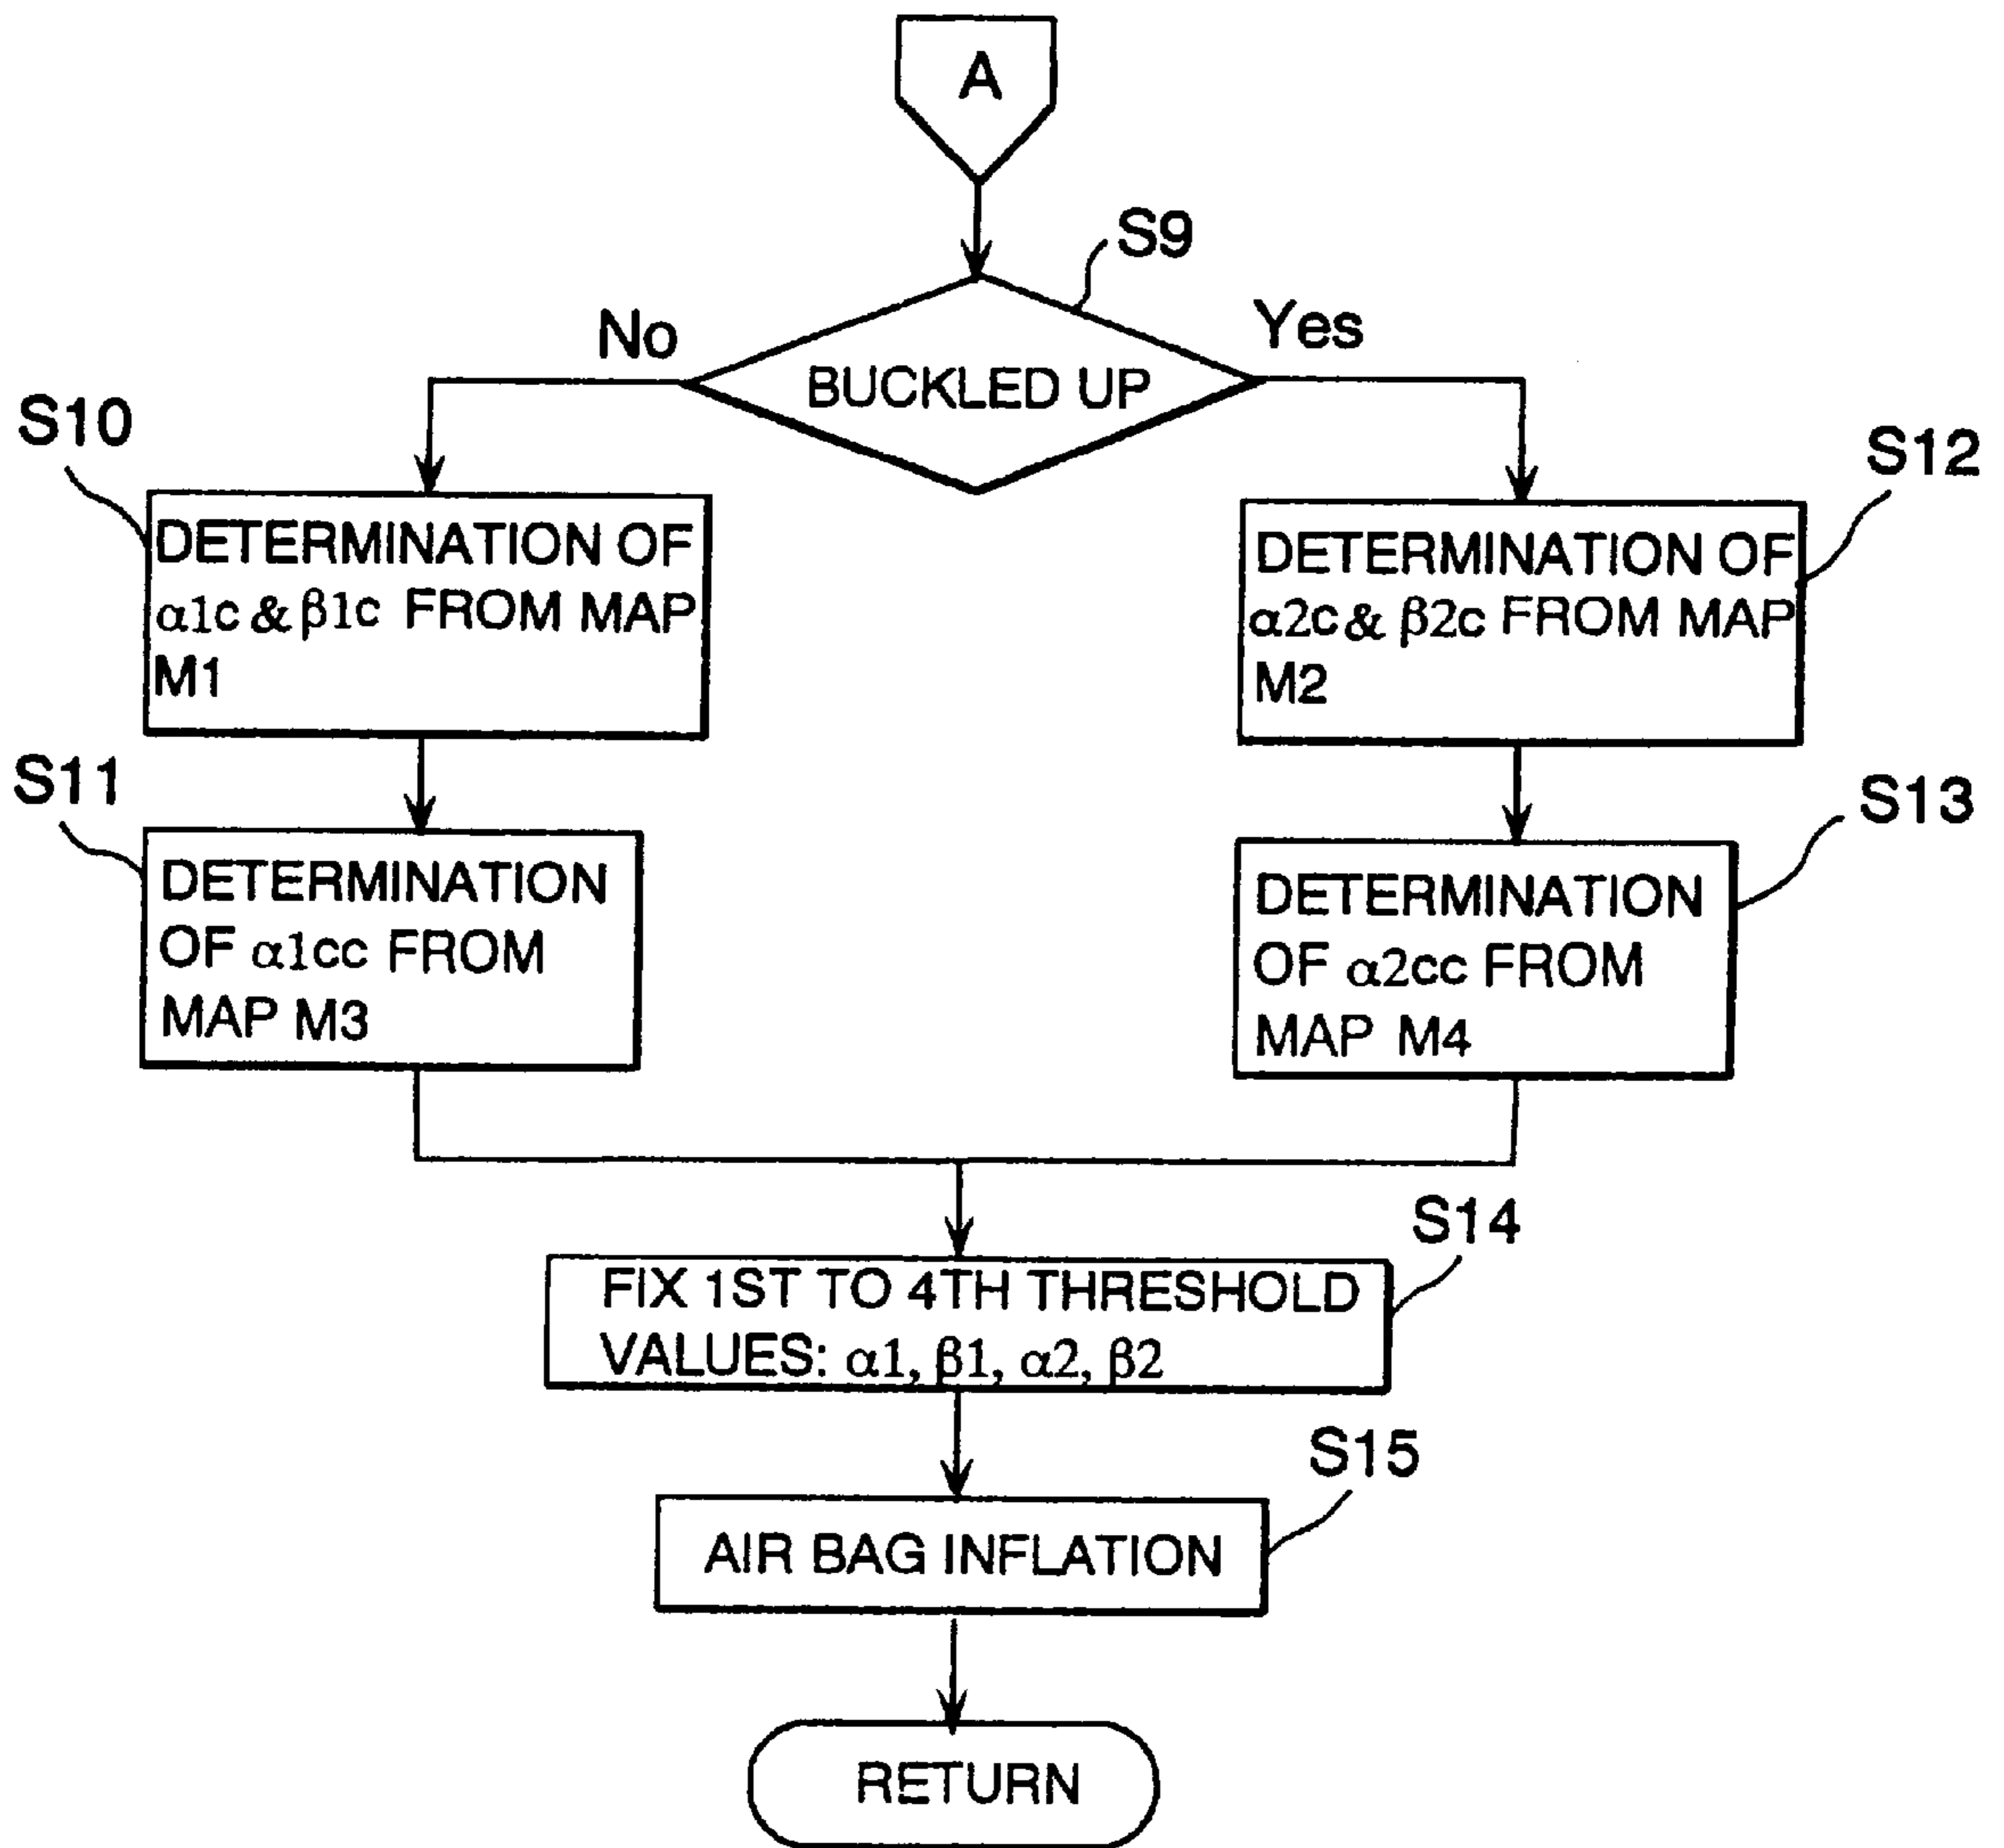 A
S9
No
Yes
BUCKLED UP
S10
S12
DETERMINATION OF
α1c & β1c FROM MAP
M1
DETERMINATION OF
α2c & β2c FROM MAP
M2
S11
S13
DETERMINATION
OF α1cc FROM
MAP M3
DETERMINATION
OF α2cc FROM
MAP M4
S14
FIX 1ST TO 4TH THRESHOLD
VALUES: α1, β1, α2, β2
S15
AIR BAG INFLATION
RETURN